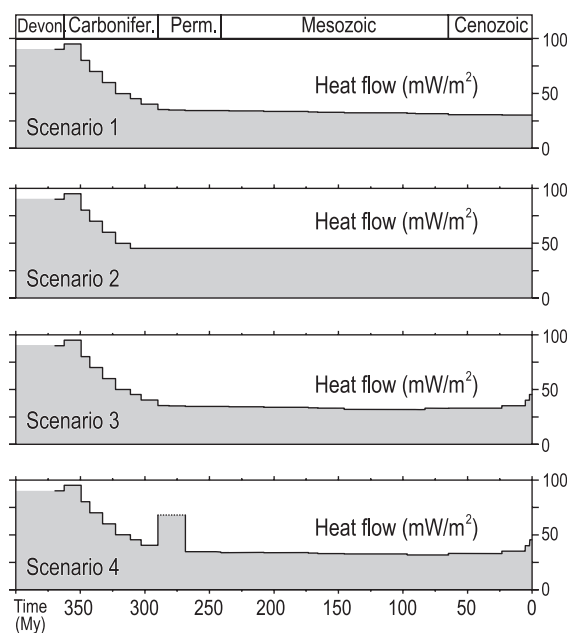 Devon. Carbonifer. Perm. Mesozoic Cenozoic
100
Heat flow (mW/m²)
50
Scenario 1
0
100
Heat flow (mW/m²)
50
Scenario 2
0
100
Heat flow (mW/m²)
50
Scenario 3
0
100
Heat flow (mW/m²)
50
Scenario 4
0
Time (My) 350 300 250 200 150 100 50 0